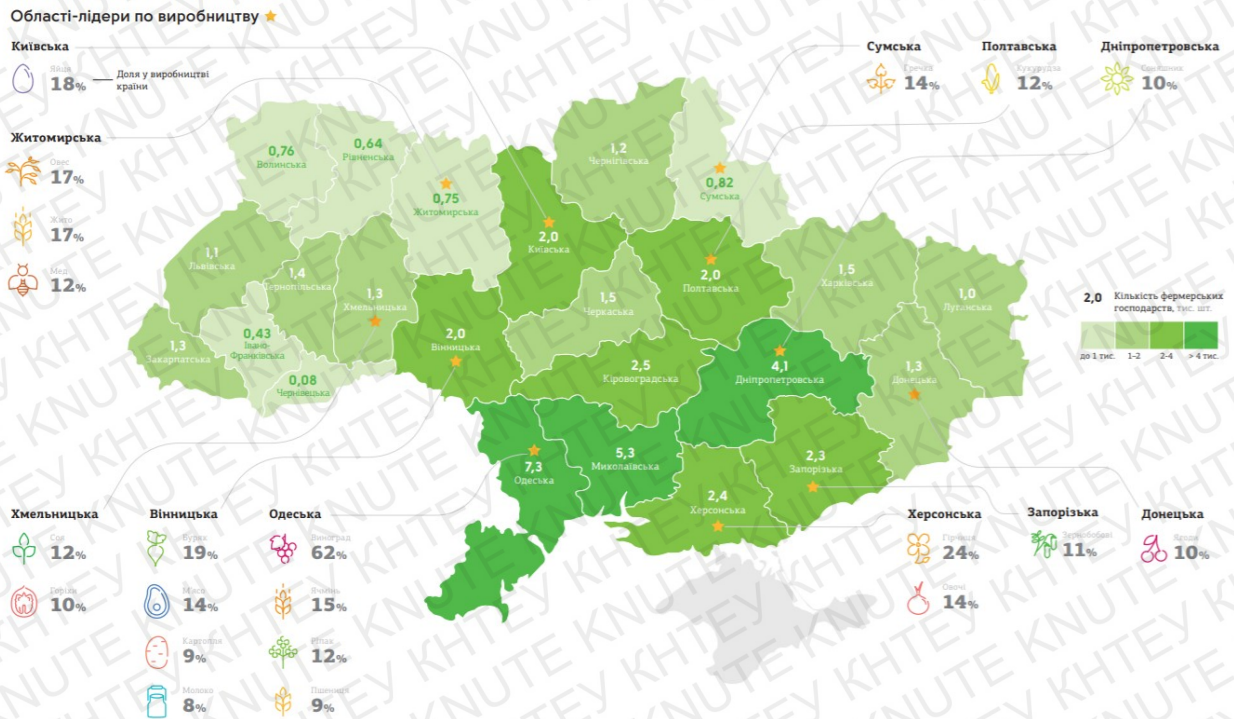 Області-лідери по виробництву
Київська
Яйця
18%
Доля у виробництві
країни
Житомирська
Овес
17%
Жито
17%
Мед
12%
Сумська
Гречка
14%
Полтавська
Кукурудза
12%
Дніпропетровська
Соняшник
10%
0,76
Волинська
0,64
Рівненська
0,75
Житомирська
2,0
Київська
1,2
Чернігівська
0,82
Сумська
1,1
Львівська
1,4
Тернопільська
1,3
Хмельницька
2,0
Вінницька
1,5
Черкаська
2,0
Полтавська
1,5
Харківська
1,0
Луганська
1,3
Закарпатська
0,43
Івано-
Франківська
0,08
Чернівецька
2,5
Кіровоградська
4,1
Дніпропетровська
1,3
Донецька
7,3
Одеська
5,3
Миколаївська
2,4
Херсонська
2,3
Запорізька
2,0
Кількість фермерських
господарств, тис. шт.
до 1 тис. 1-2 2-4 > 4 тис.
Хмельницька
Соя
12%
Горіхи
10%
Вінницька
Буряк
19%
М'ясо
14%
Картопля
9%
Молоко
8%
Одеська
Виноград
62%
Ячмінь
15%
Ріпак
12%
Пшениця
9%
Херсонська
Гірчиця
24%
Овочі
14%
Запорізька
Зернобобові
11%
Донецька
Ягоди
10%
KNUTE КНТЕУ